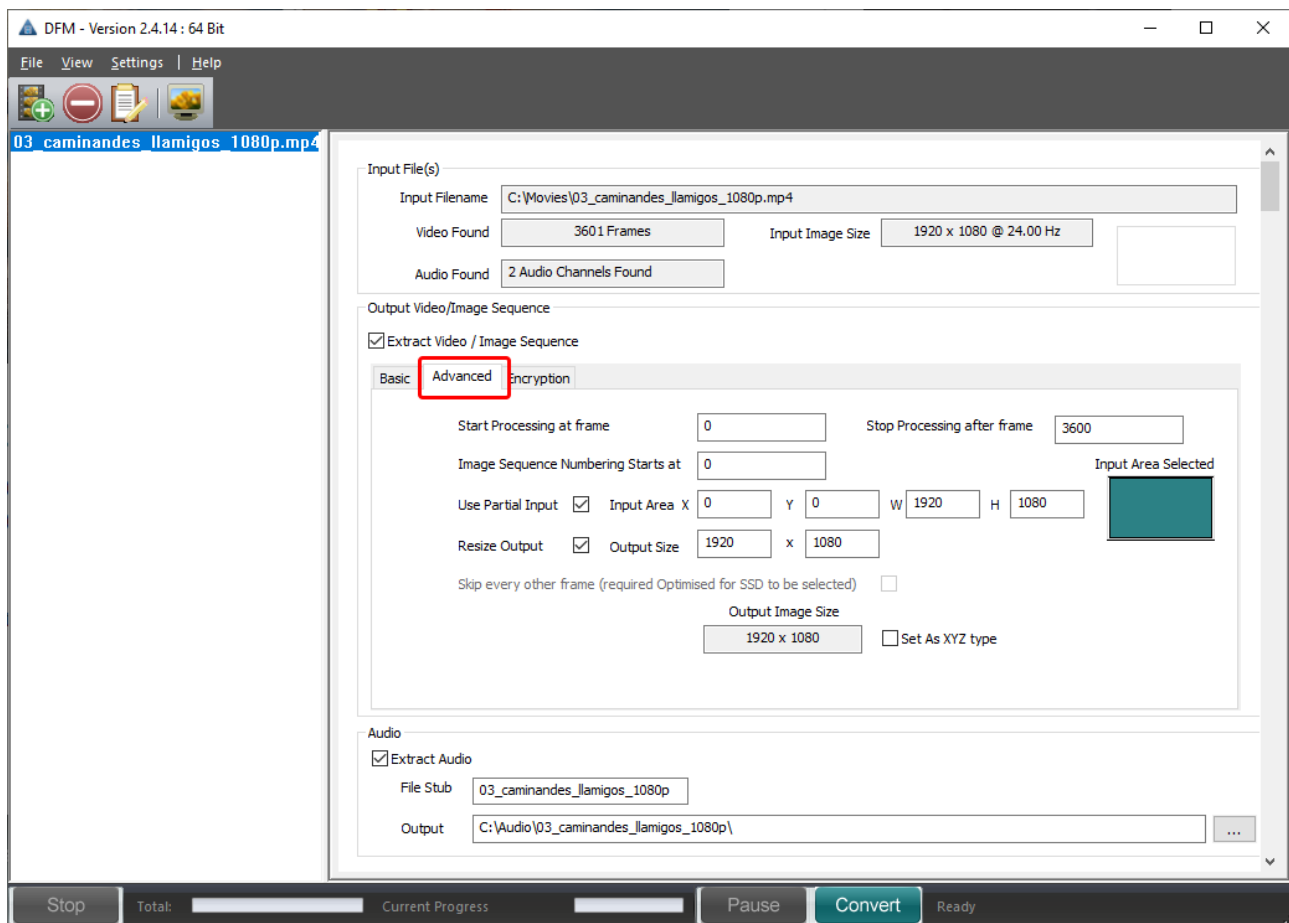 DFM - Version 2.4.14 : 64 Bit
File View Settings | Help
03_caminandes_llamigos_1080p.mp4
Input File(s)
Input Filename C:\Movies\03_caminandes_llamigos_1080p.mp4
Video Found 3601 Frames Input Image Size 1920 x 1080 @ 24.00 Hz
Audio Found 2 Audio Channels Found
Output Video/Image Sequence
Extract Video / Image Sequence
Basic Advanced Encryption
Start Processing at frame 0 Stop Processing after frame 3600
Image Sequence Numbering Starts at 0 Input Area Selected
Use Partial Input Input Area X 0 Y 0 W 1920 H 1080
Resize Output Output Size 1920 x 1080
Skip every other frame (required Optimised for SSD to be selected)
Output Image Size
1920 x 1080 Set As XYZ type
Audio
Extract Audio
File Stub 03_caminandes_llamigos_1080p
Output C:\Audio\03_caminandes_llamigos_1080p\ ...
Stop Total: Current Progress Pause Convert Ready